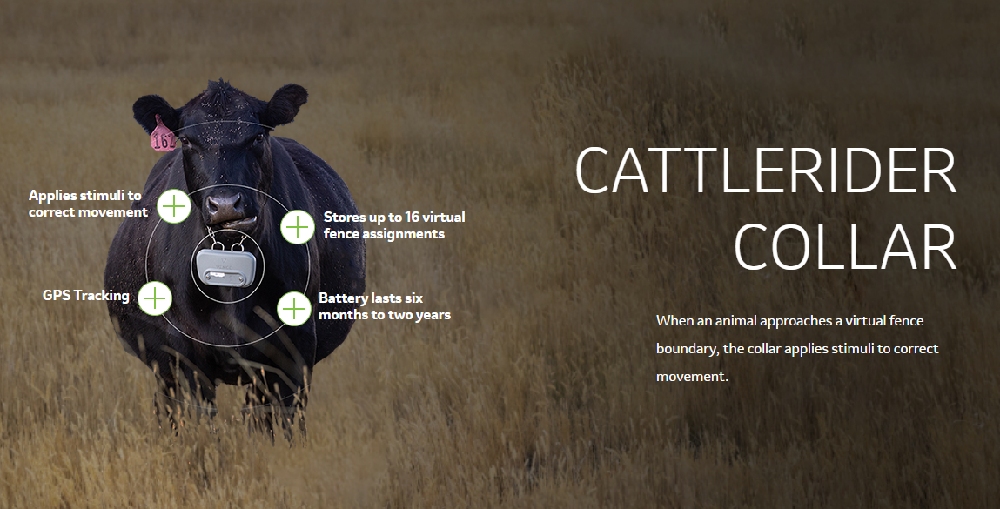 CATTLERIDER
COLLAR
When an animal approaches a virtual fence
boundary, the collar applies stimuli to correct
movement.
Applies stimuli to
correct movement
Stores up to 16 virtual
fence assignments
GPS Tracking
Battery lasts six
months to two years
162